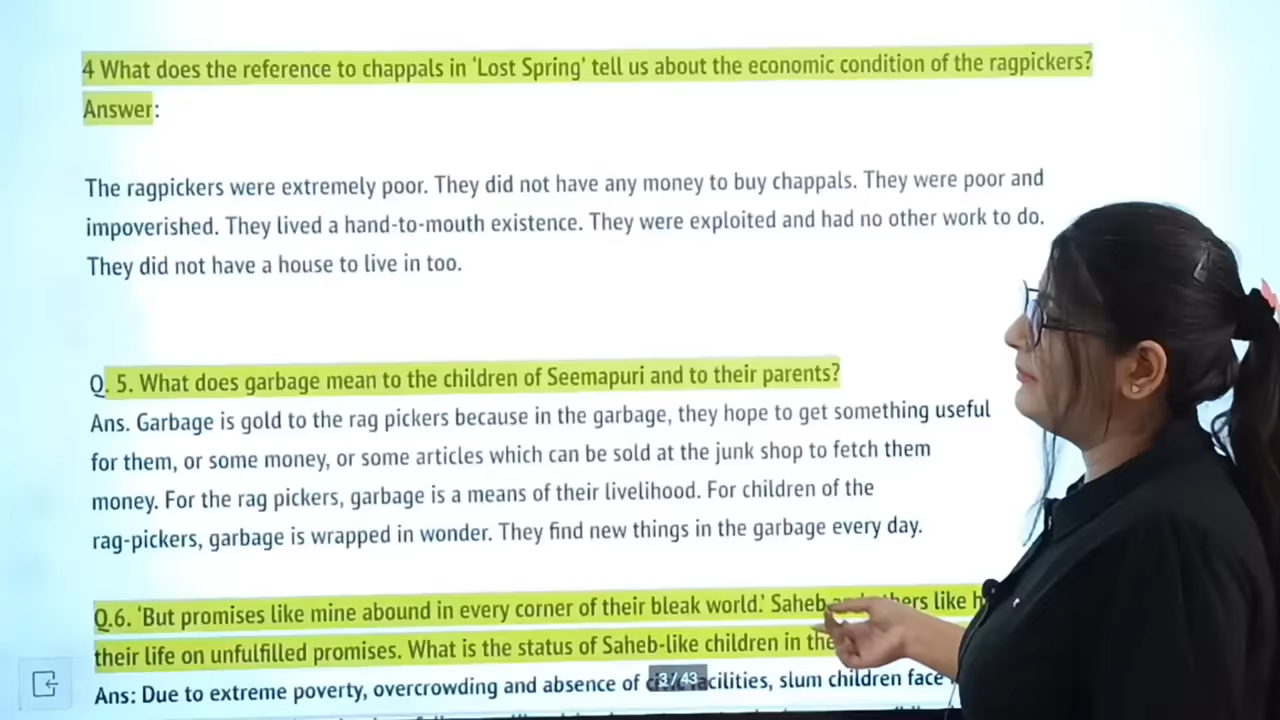 4 What does the reference to chappals in 'Lost Spring' tell us about the economic condition of the ragpickers?
Answer:
The ragpickers were extremely poor. They did not have any money to buy chappals. They were poor and
impoverished. They lived a hand-to-mouth existence. They were exploited and had no other work to do.
They did not have a house to live in too.
Q. 5. What does garbage mean to the children of Seemapuri and to their parents?
Ans. Garbage is gold to the rag pickers because in the garbage, they hope to get something useful
for them, or some money, or some articles which can be sold at the junk shop to fetch them
money. For the rag pickers, garbage is a means of their livelihood. For children of the
rag-pickers, garbage is wrapped in wonder. They find new things in the garbage every day.
Q.6. 'But promises like mine abound in every corner of their bleak world.' Saheb like
their life on unfulfilled promises. What is the status of Saheb-like children in
Ans: Due to extreme poverty, overcrowding and absence of slum children face
3 / 43